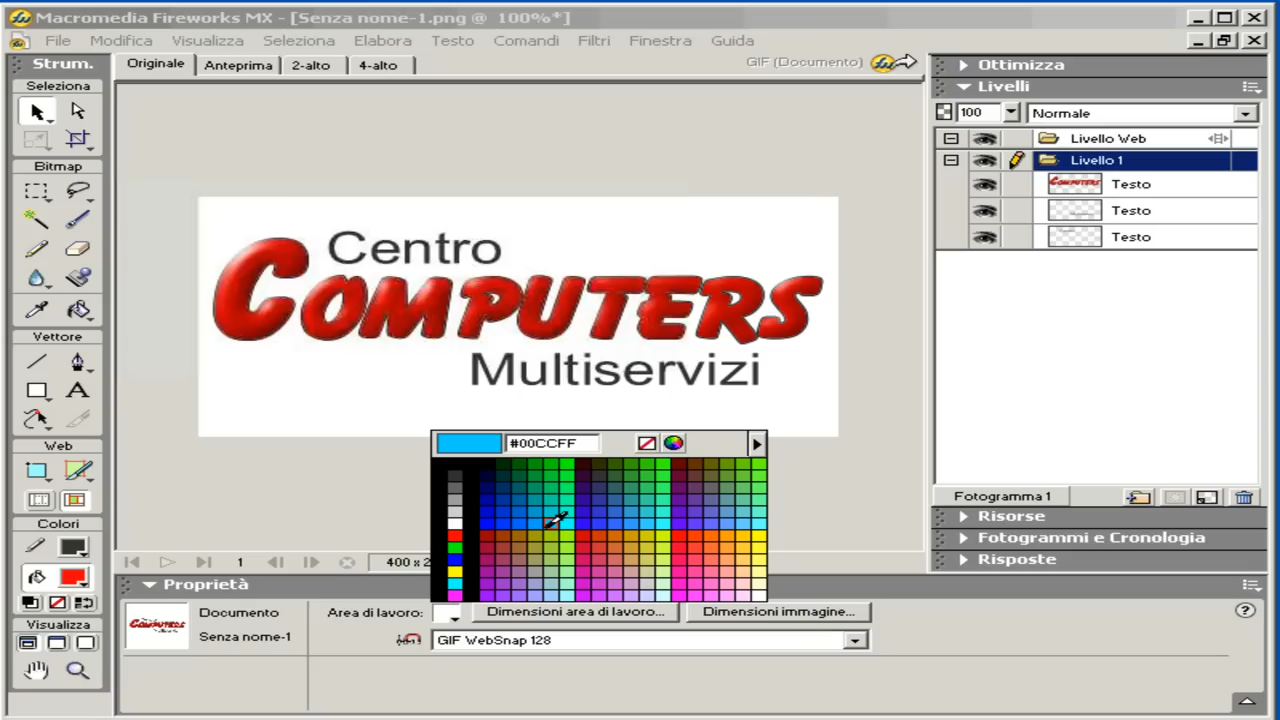 Macromedia Fireworks MX - [Senza nome-1.png @ 100%*]
File Modifica Visualizza Seleziona Elabora Testo Comandi Filtri Finestra Guida
Strum.
Seleziona
Bitmap
Vettore
Web
Colori
Visualizza
Originale Anteprima 2-alto 4-alto GIF (Documento)
Centro
COMPUTERS
Multiservizi
#00CCFF
1 400 x 2
Ottimizza
Livelli
100 Normale
Livello Web
Livello 1
Testo
Testo
Testo
Fotogramma 1
Risorse
Fotogrammi e Cronologia
Risposte
Proprietà
Documento Area di lavoro: Dimensioni area di lavoro... Dimensioni immagine...
Senza nome-1 GIF WebSnap 128